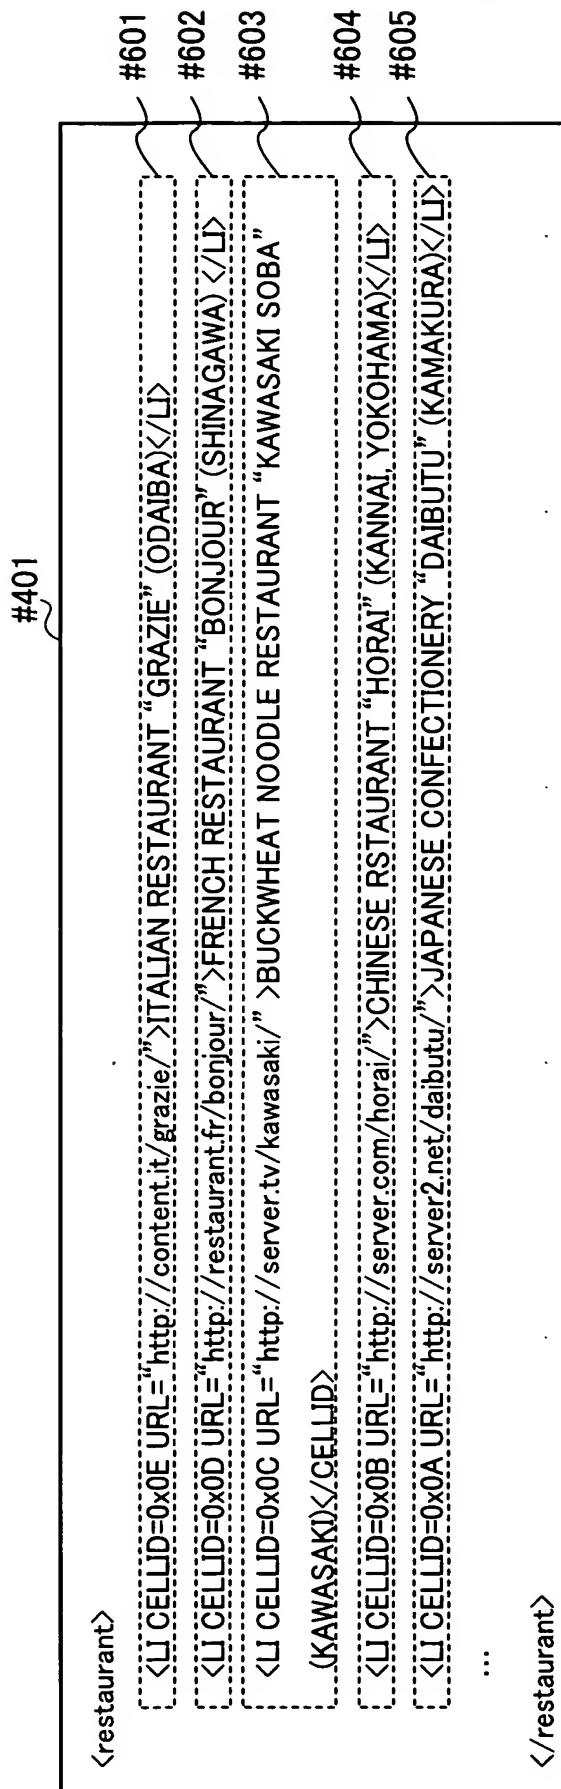 #401
<restaurant>
<LI CELLID=0x0E URL=“http://content.it/grazie/”>ITALIAN RESTAURANT “GRAZIE” (ODAIBA)</LI>
#601
<LI CELLID=0x0D URL=“http://restaurant.fr/bonjour/”>FRENCH RESTAURANT “BONJOUR” (SHINAGAWA) </LI>
#602
<LI CELLID=0x0C URL=“http://server.tv/kawasaki/” >BUCKWHEAT NOODLE RESTAURANT “KAWASAKI SOBA”
(KAWASAKI)</CELLID>
#603
<LI CELLID=0x0B URL=“http://server.com/horai/”>CHINESE RSTAURANT “HORAI” (KANNAI, YOKOHAMA)</LI>
#604
<LI CELLID=0x0A URL=“http://server2.net/daibutu/”>JAPANESE CONFECTIONERY “DAIBUTU” (KAMAKURA)</LI>
#605
...
</restaurant>